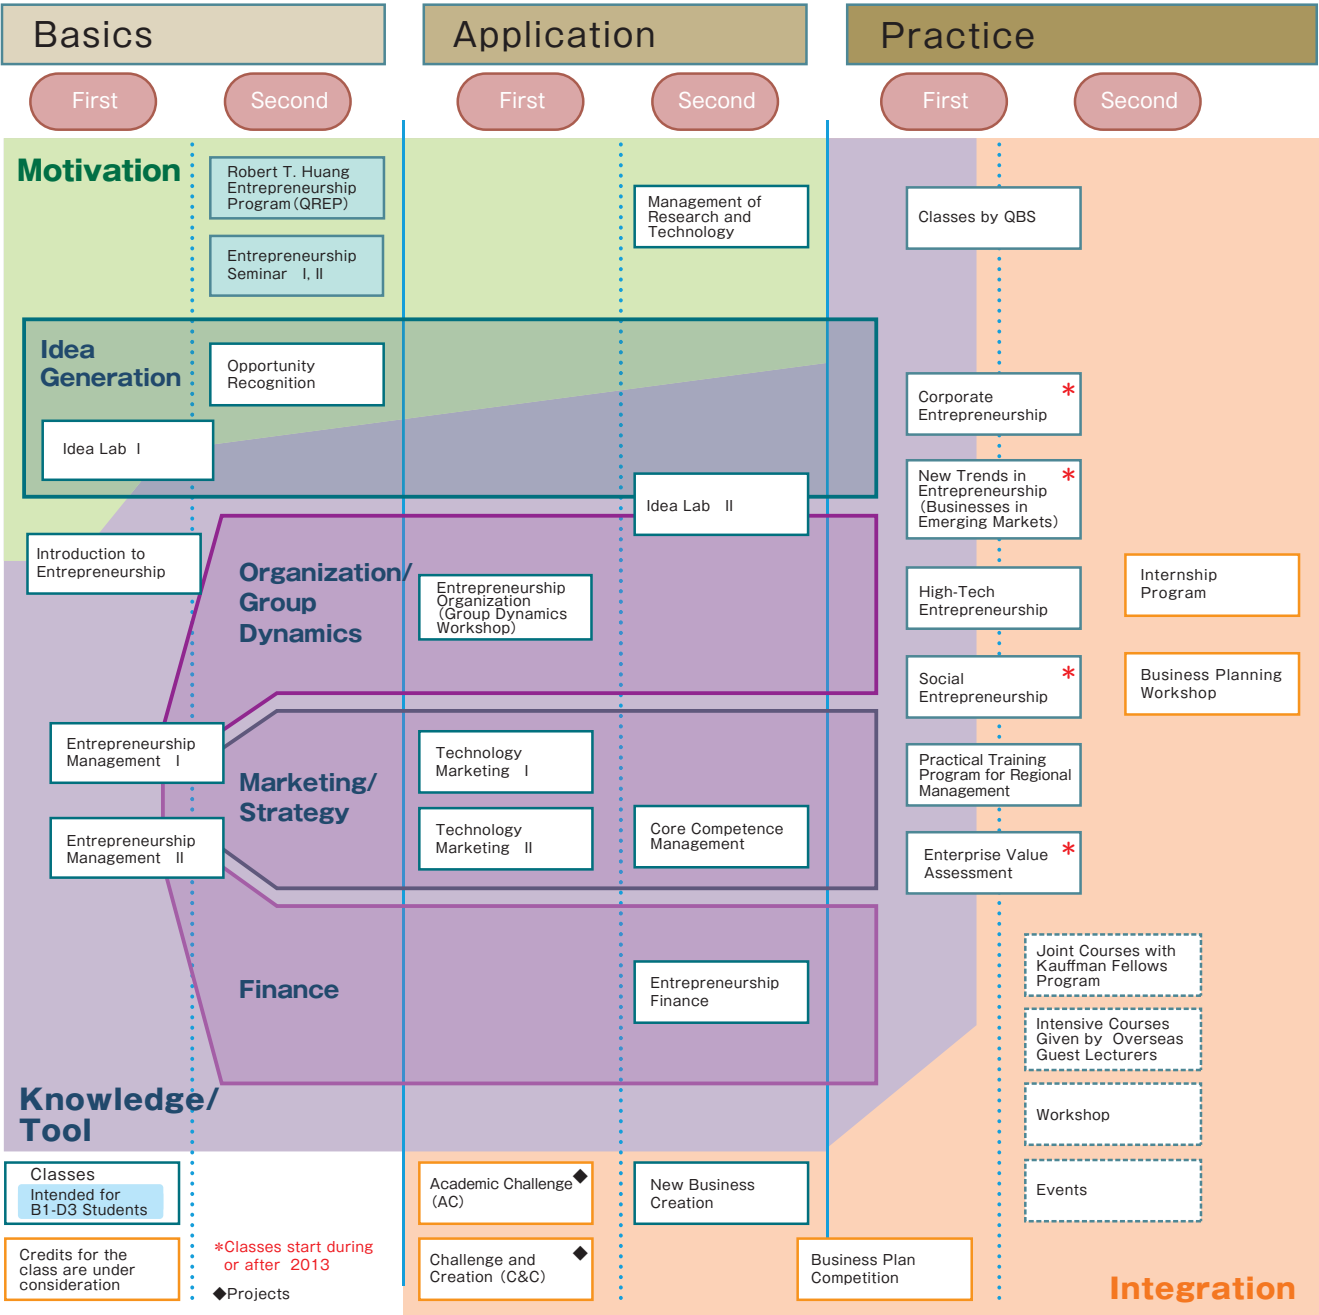 Basics
Application
Practice
First
Second
First
Second
First
Second
Motivation
Robert T. Huang
Entrepreneurship
Program (QREP)
Entrepreneurship
Seminar I, II
Management of
Research and
Technology
Classes by QBS
Idea
Generation
Opportunity
Recognition
Idea Lab I
Idea Lab II
Corporate
Entrepreneurship
*
New Trends in
Entrepreneurship
(Businesses in
Emerging Markets)
*
Introduction to
Entrepreneurship
Organization/
Group
Dynamics
Entrepreneurship
Organization
(Group Dynamics
Workshop)
High-Tech
Entrepreneurship
Internship
Program
Social
Entrepreneurship
*
Business Planning
Workshop
Entrepreneurship
Management I
Entrepreneurship
Management II
Marketing/
Strategy
Technology
Marketing I
Technology
Marketing II
Core Competence
Management
Practical Training
Program for Regional
Management
Enterprise Value
Assessment
*
Finance
Entrepreneurship
Finance
Joint Courses with
Kauffman Fellows
Program
Intensive Courses
Given by Overseas
Guest Lecturers
Workshop
Events
Knowledge/
Tool
Classes
Intended for
B1-D3 Students
Credits for the
class are under
consideration
*Classes start during
or after 2013
◆Projects
Academic Challenge◆
(AC)
Challenge and ◆
Creation (C&C)
New Business
Creation
Business Plan
Competition
Integration